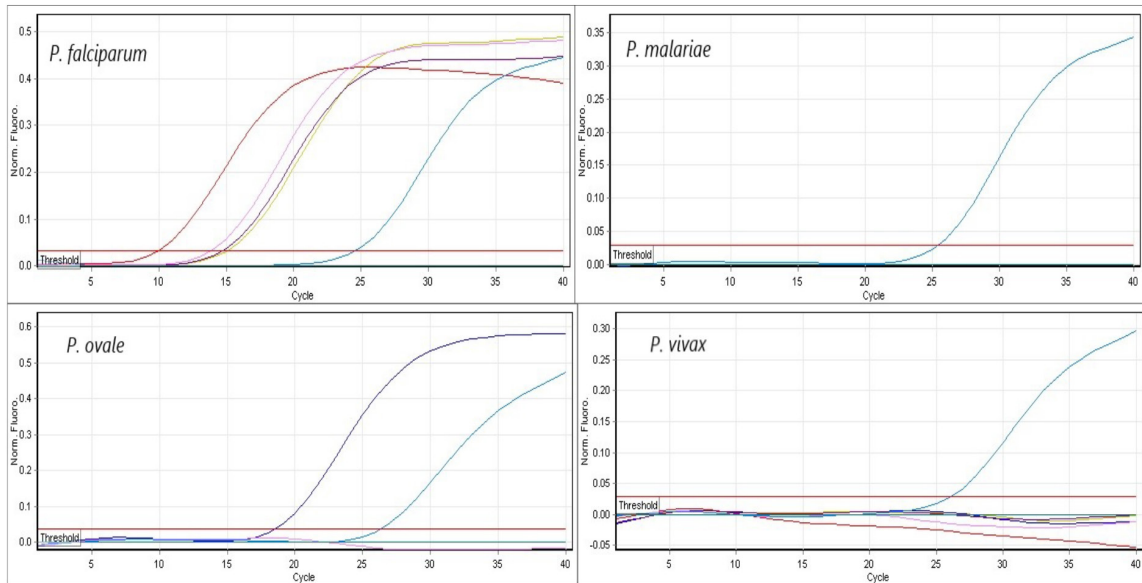 P. falciparum
Norm. Fluoro.
0.5
0.4
0.3
0.2
0.1
0.0
Threshold
5 10 15 20 25 30 35 40
Cycle
P. malariae
Norm. Fluoro.
0.35
0.30
0.25
0.20
0.15
0.10
0.05
0.00
Threshold
5 10 15 20 25 30 35 40
Cycle
P. ovale
Norm. Fluoro.
0.6
0.5
0.4
0.3
0.2
0.1
0.0
Threshold
5 10 15 20 25 30 35 40
Cycle
P. vivax
Norm. Fluoro.
0.30
0.25
0.20
0.15
0.10
0.05
0.00
-0.05
Threshold
5 10 15 20 25 30 35 40
Cycle